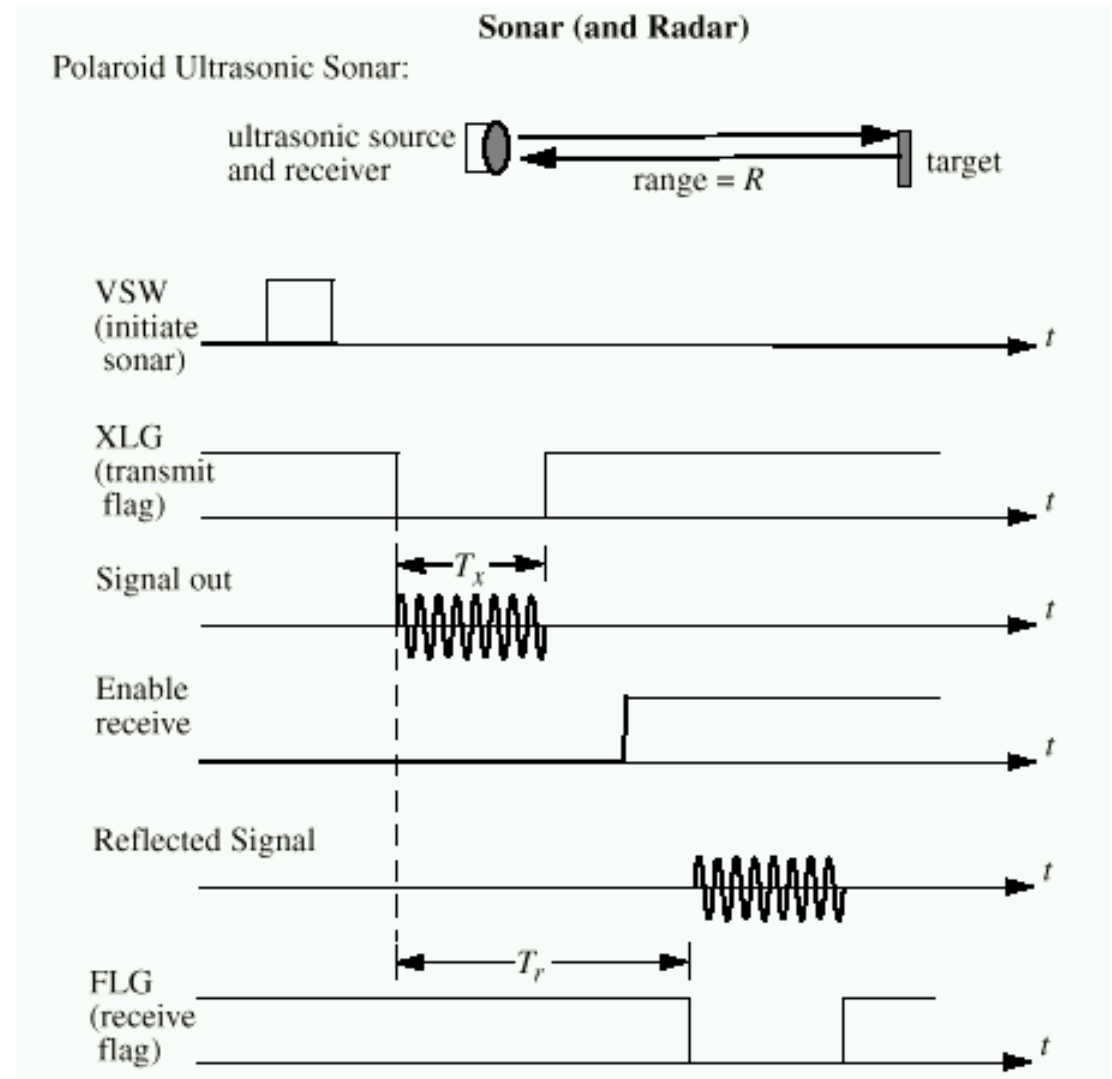 Sonar (and Radar)
Polaroid Ultrasonic Sonar:
ultrasonic source
and receiver
range = R
target
VSW
(initiate
sonar)
t
XLG
(transmit
flag)
t
Tx
Signal out
t
Enable
receive
t
Reflected Signal
t
Tr
FLG
(receive
flag)
t